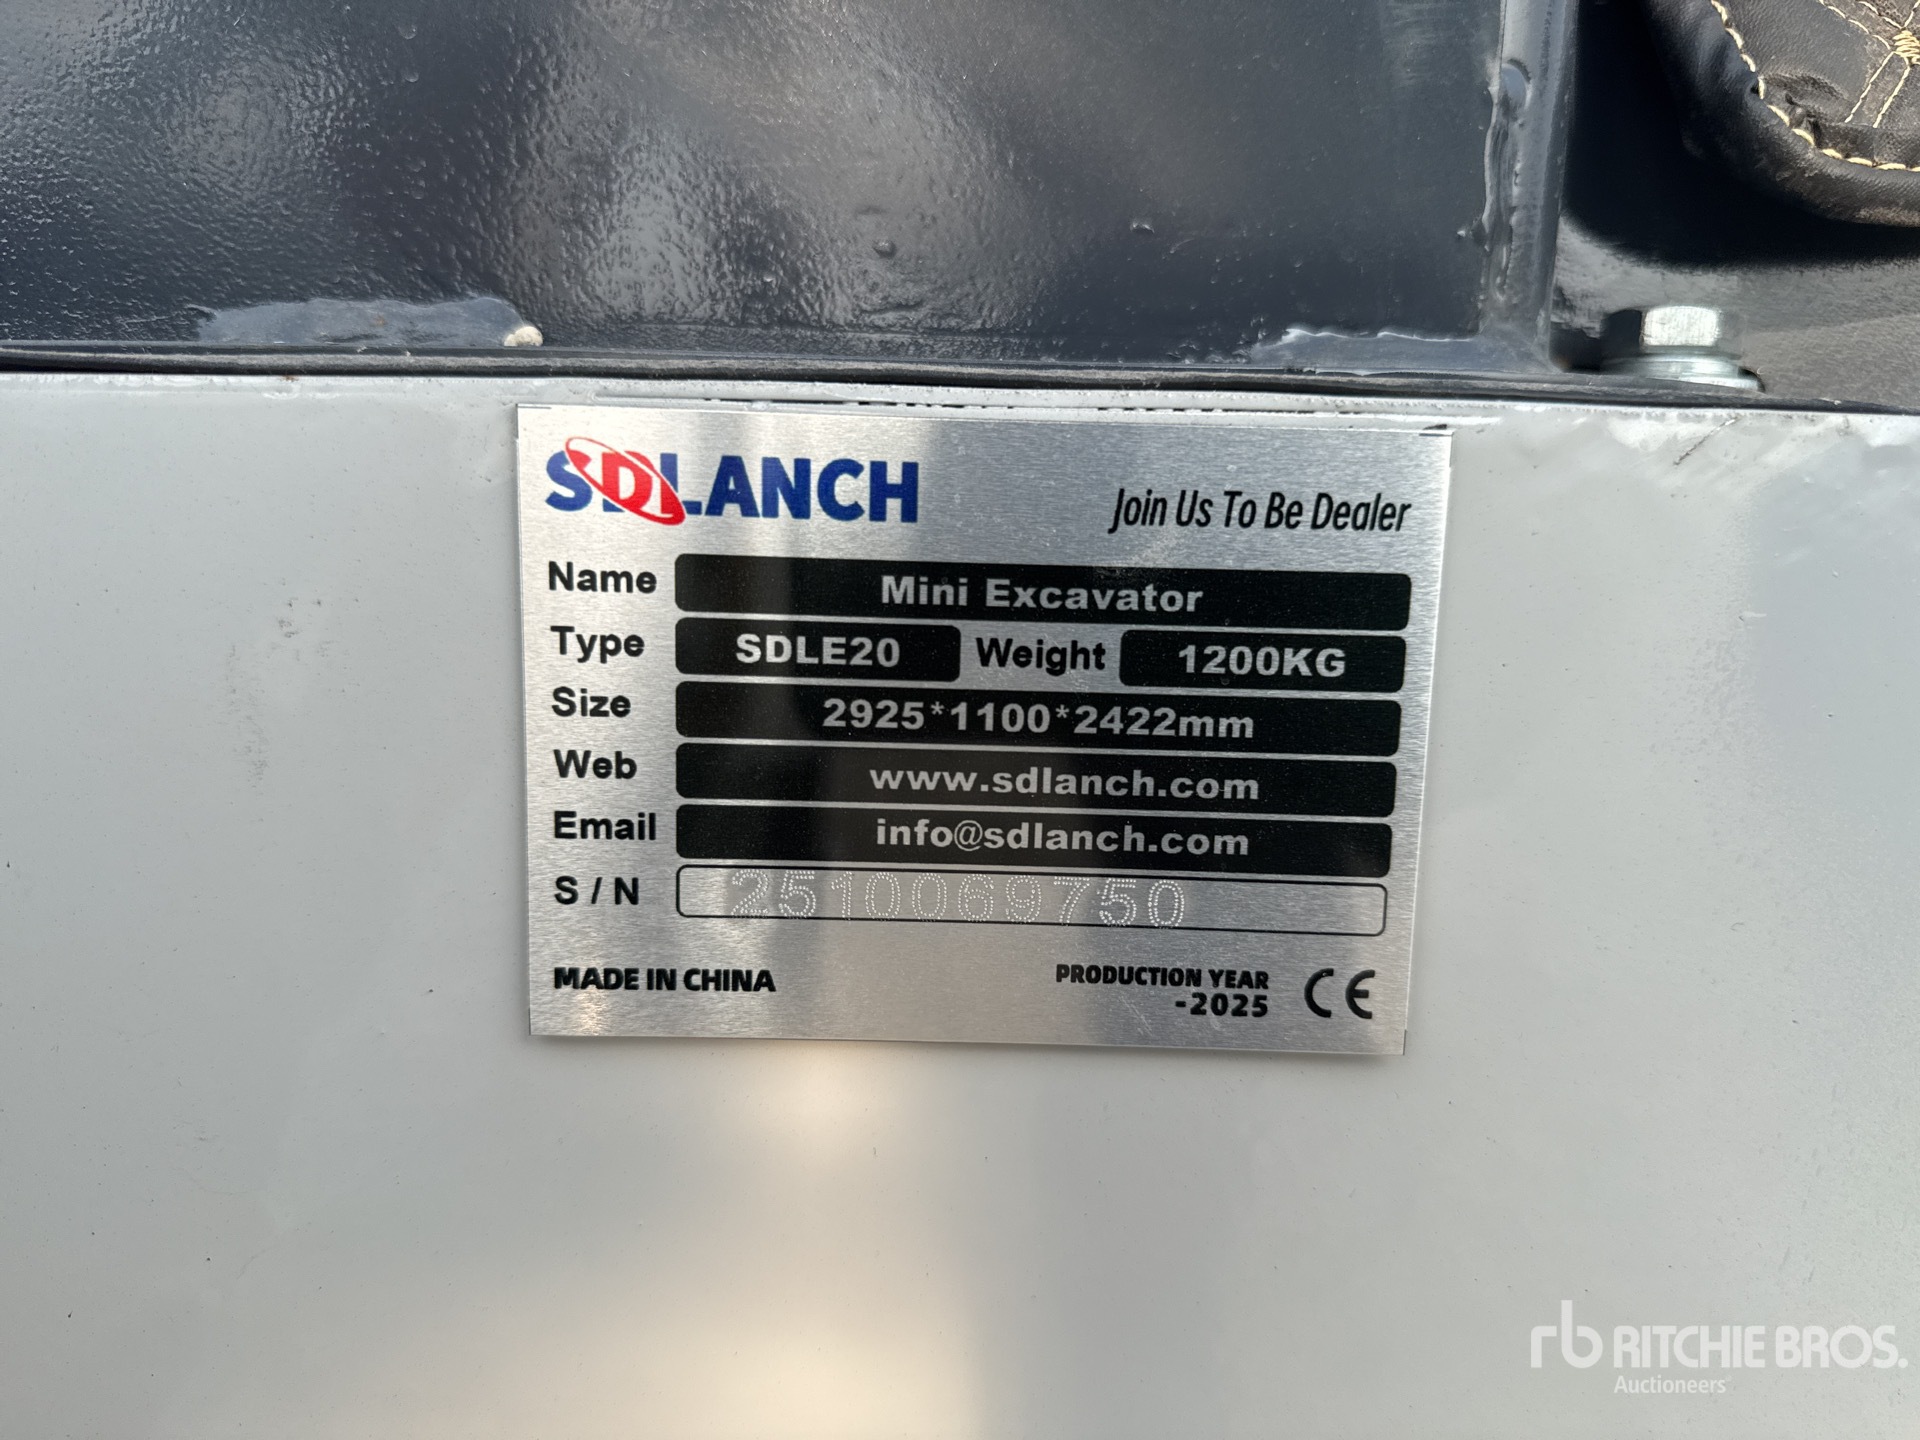 SDLANCH
Join Us To Be Dealer
Name Mini Excavator
Type SDLE20 Weight 1200KG
Size 2925*1100*2422mm
Web www.sdlanch.com
Email info@sdlanch.com
S / N 2510069750
MADE IN CHINA
PRODUCTION YEAR
-2025
CE
rb RITCHIE BROS.
Auctioneers